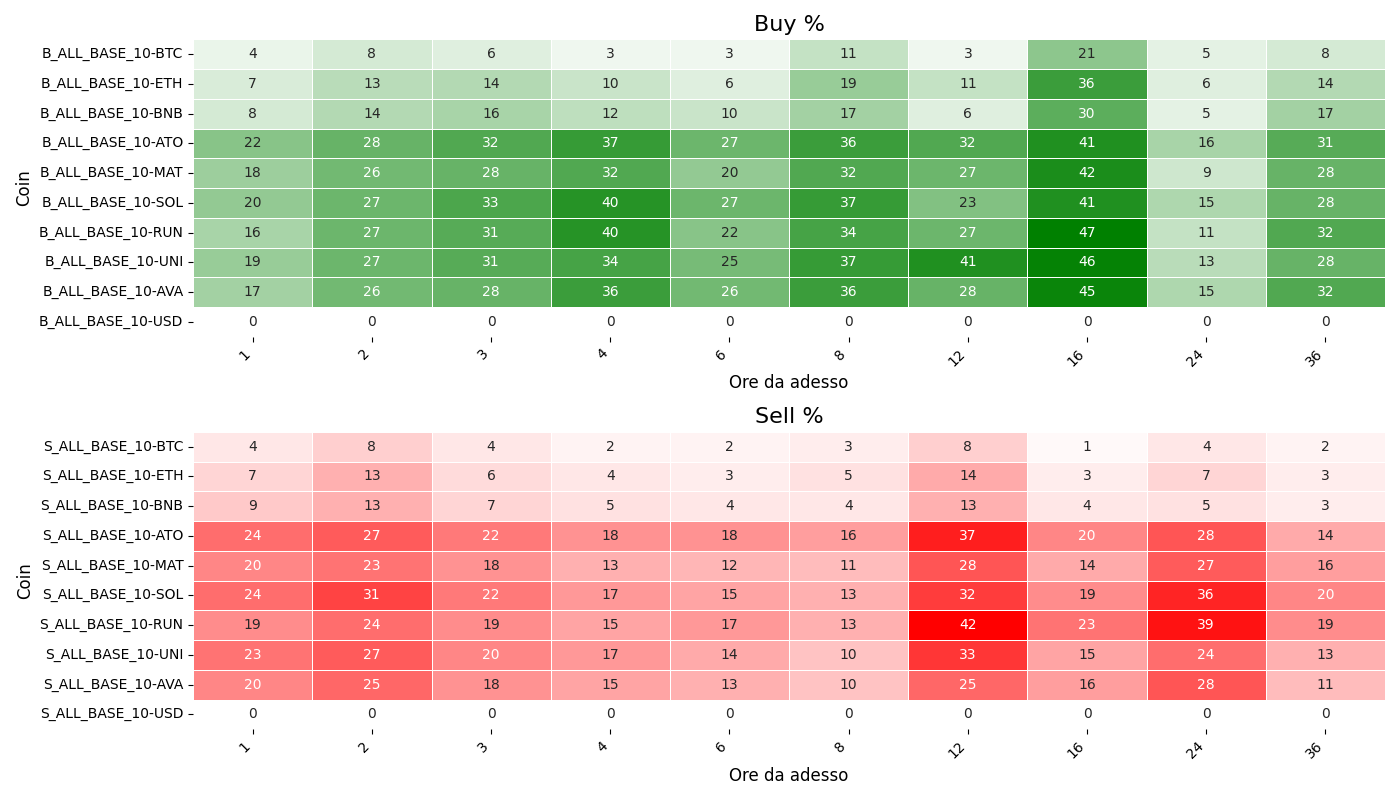 Buy %
Coin
B_ALL_BASE_10-BTC 4 8 6 3 3 11 3 21 5 8
B_ALL_BASE_10-ETH 7 13 14 10 6 19 11 36 6 14
B_ALL_BASE_10-BNB 8 14 16 12 10 17 6 30 5 17
B_ALL_BASE_10-ATO 22 28 32 37 27 36 32 41 16 31
B_ALL_BASE_10-MAT 18 26 28 32 20 32 27 42 9 28
B_ALL_BASE_10-SOL 20 27 33 40 27 37 23 41 15 28
B_ALL_BASE_10-RUN 16 27 31 40 22 34 27 47 11 32
B_ALL_BASE_10-UNI 19 27 31 34 25 37 41 46 13 28
B_ALL_BASE_10-AVA 17 26 28 36 26 36 28 45 15 32
B_ALL_BASE_10-USD 0 0 0 0 0 0 0 0 0 0
1 2 3 4 6 8 12 16 24 36
Ore da adesso
Sell %
Coin
S_ALL_BASE_10-BTC 4 8 4 2 2 3 8 1 4 2
S_ALL_BASE_10-ETH 7 13 6 4 3 5 14 3 7 3
S_ALL_BASE_10-BNB 9 13 7 5 4 4 13 4 5 3
S_ALL_BASE_10-ATO 24 27 22 18 18 16 37 20 28 14
S_ALL_BASE_10-MAT 20 23 18 13 12 11 28 14 27 16
S_ALL_BASE_10-SOL 24 31 22 17 15 13 32 19 36 20
S_ALL_BASE_10-RUN 19 24 19 15 17 13 42 23 39 19
S_ALL_BASE_10-UNI 23 27 20 17 14 10 33 15 24 13
S_ALL_BASE_10-AVA 20 25 18 15 13 10 25 16 28 11
S_ALL_BASE_10-USD 0 0 0 0 0 0 0 0 0 0
1 2 3 4 6 8 12 16 24 36
Ore da adesso